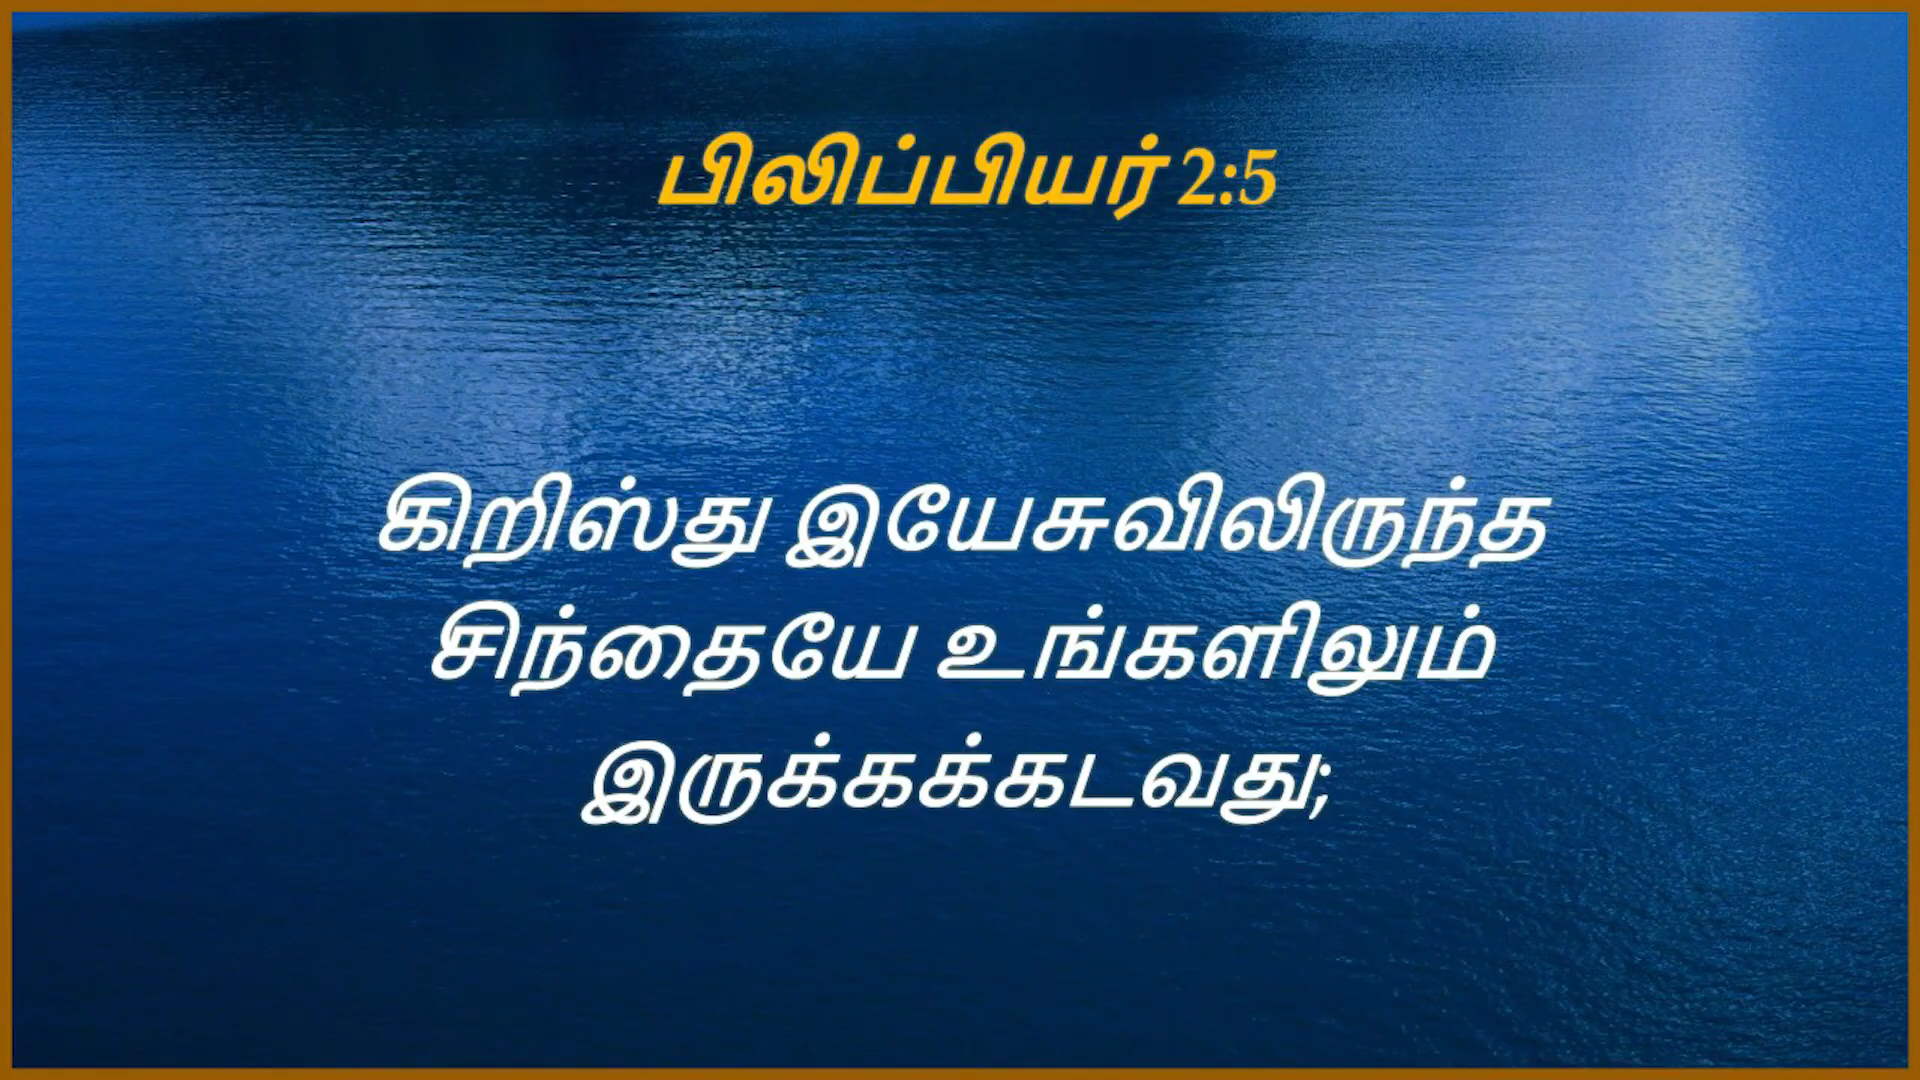 பிலிப்பியர் 2:5
கிறிஸ்து இயேசுவிலிருந்த
சிந்தையே உங்களிலும்
இருக்கக்கடவது;